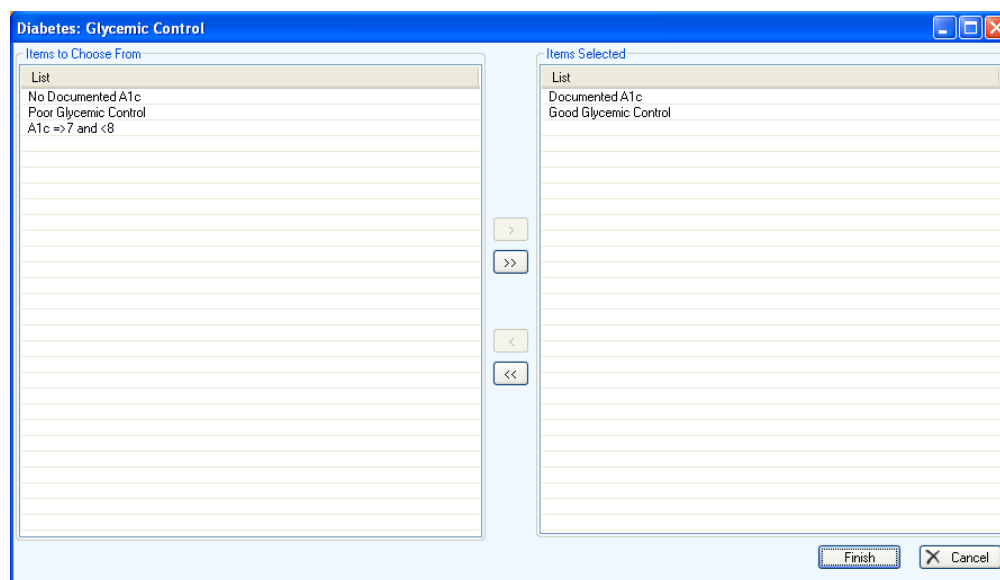 Diabetes: Glycemic Control
Items to Choose From
List
No Documented A1c
Poor Glycemic Control
A1c =>7 and <8
>
>>
<
<<
Items Selected
List
Documented A1c
Good Glycemic Control
Finish
Cancel